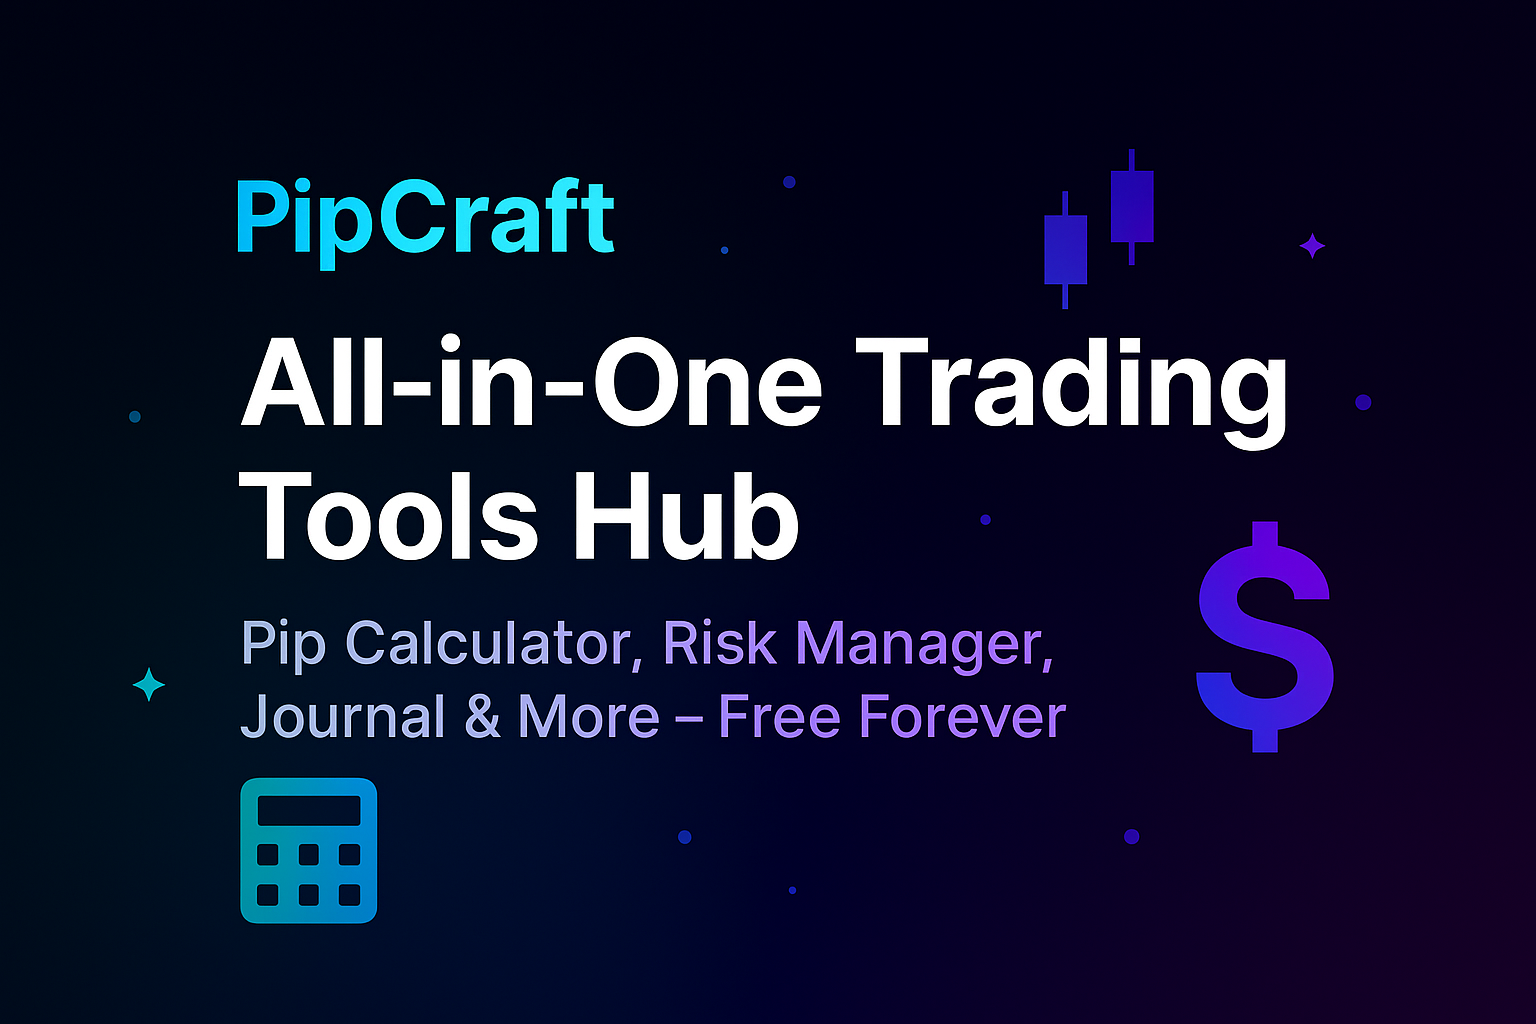 PipCraft
All-in-One Trading
Tools Hub
Pip Calculator, Risk Manager,
Journal & More – Free Forever
$